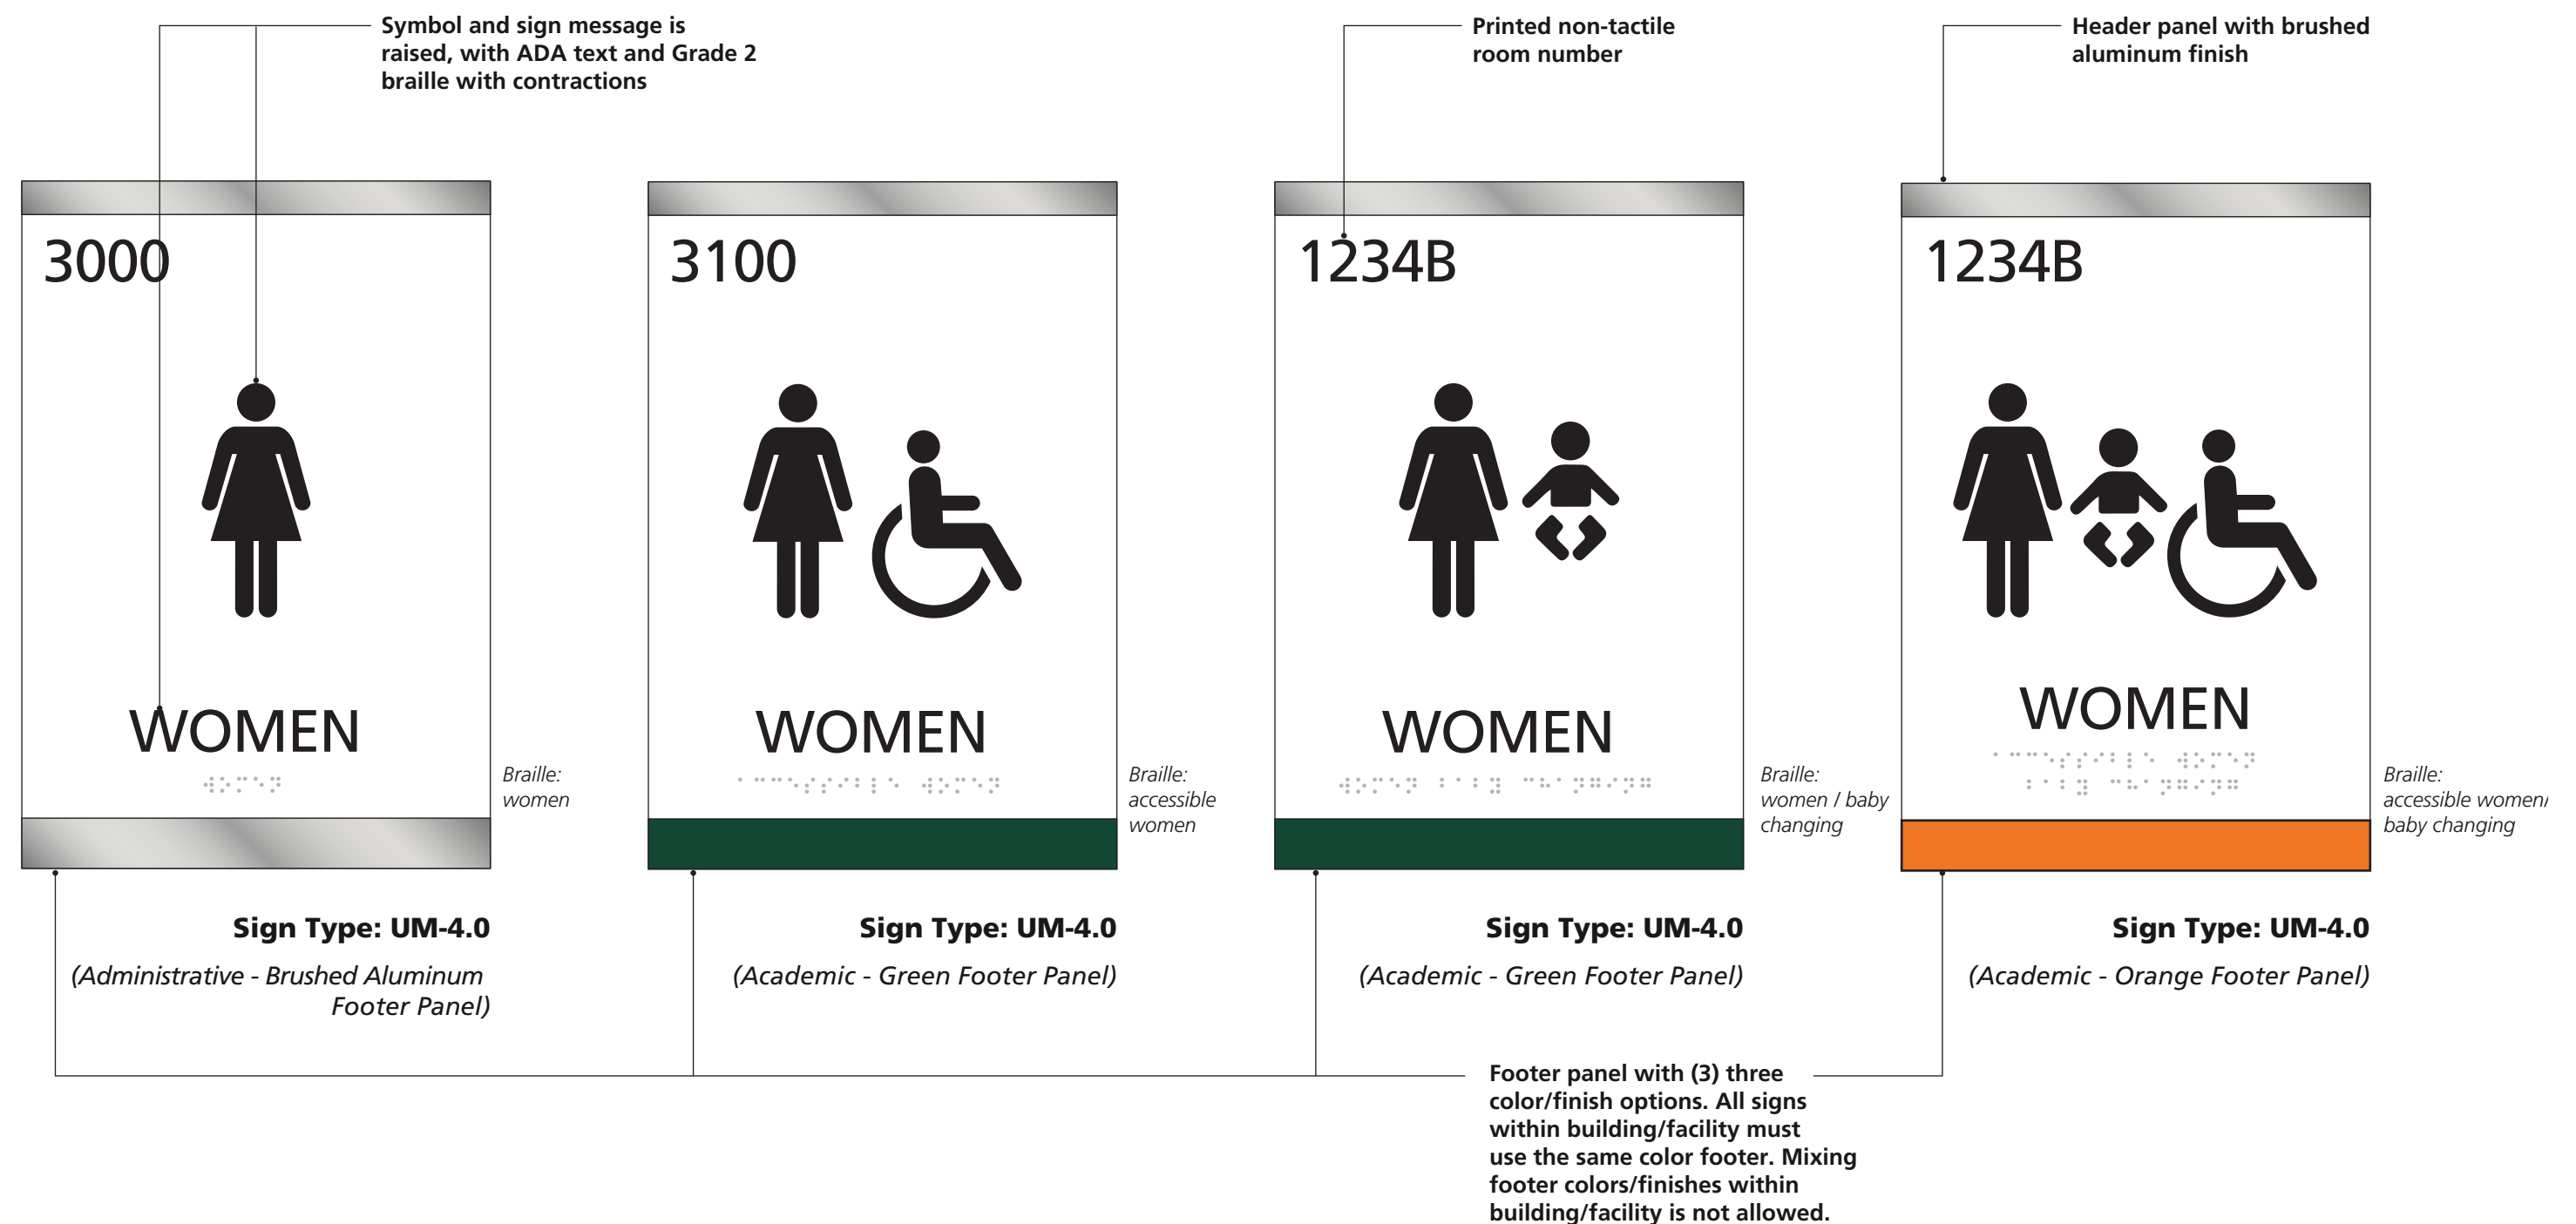 Symbol and sign message is
raised, with ADA text and Grade 2
braille with contractions
Printed non-tactile
room number
Header panel with brushed
aluminum finish
3000
WOMEN
⠺⠕⠍⠑⠝
Braille:
women
Sign Type: UM-4.0
(Administrative - Brushed Aluminum
Footer Panel)
3100
WOMEN
Braille:
accessible
women
Sign Type: UM-4.0
(Academic - Green Footer Panel)
1234B
WOMEN
Braille:
women / baby
changing
Sign Type: UM-4.0
(Academic - Green Footer Panel)
1234B
WOMEN
Braille:
accessible women/
baby changing
Sign Type: UM-4.0
(Academic - Orange Footer Panel)
Footer panel with (3) three
color/finish options. All signs
within building/facility must
use the same color footer. Mixing
footer colors/finishes within
building/facility is not allowed.